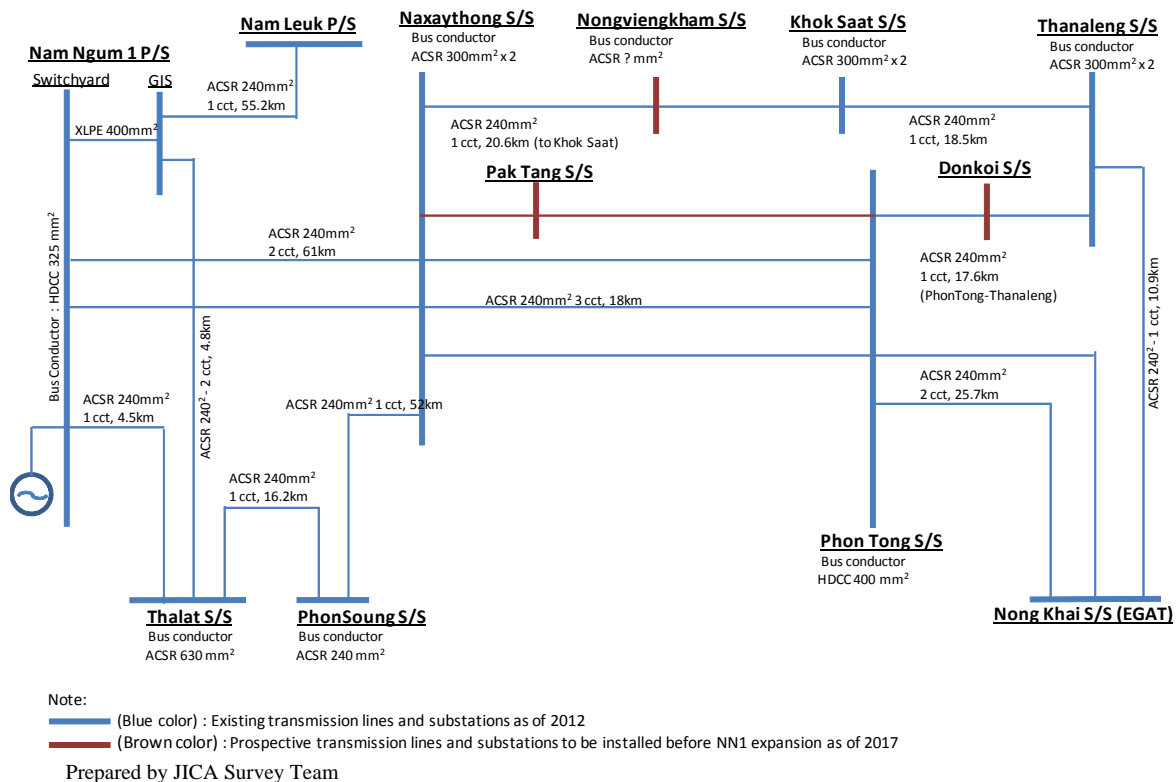 Nam Ngum 1 P/S
Switchyard
GIS
Nam Leuk P/S
Naxaythong S/S
Bus conductor
ACSR 300mm² x 2
Nongviengkham S/S
Bus conductor
ACSR ? mm²
Khok Saat S/S
Bus conductor
ACSR 300mm² x 2
Thanaleng S/S
Bus conductor
ACSR 300mm² x 2
ACSR 240mm²
1 cct, 55.2km
XLPE 400mm²
ACSR 240mm²
1 cct, 20.6km (to Khok Saat)
ACSR 240mm²
1 cct, 18.5km
Pak Tang S/S
Donkoi S/S
ACSR 240mm²
2 cct, 61km
ACSR 240mm²
1 cct, 17.6km
(PhonTong-Thanaleng)
ACSR 240mm² 3 cct, 18km
Bus Conductor : HDCC 325 mm²
ACSR 240² - 2 cct, 4.8km
ACSR 240² - 1 cct, 10.9km
ACSR 240mm²
1 cct, 4.5km
ACSR 240mm² 1 cct, 52km
ACSR 240mm²
2 cct, 25.7km
ACSR 240mm²
1 cct, 16.2km
Phon Tong S/S
Bus conductor
HDCC 400 mm²
Thalat S/S
Bus conductor
ACSR 630 mm²
PhonSoung S/S
Bus conductor
ACSR 240 mm²
Nong Khai S/S (EGAT)
Note:
(Blue color) : Existing transmission lines and substations as of 2012
(Brown color) : Prospective transmission lines and substations to be installed before NN1 expansion as of 2017
Prepared by JICA Survey Team